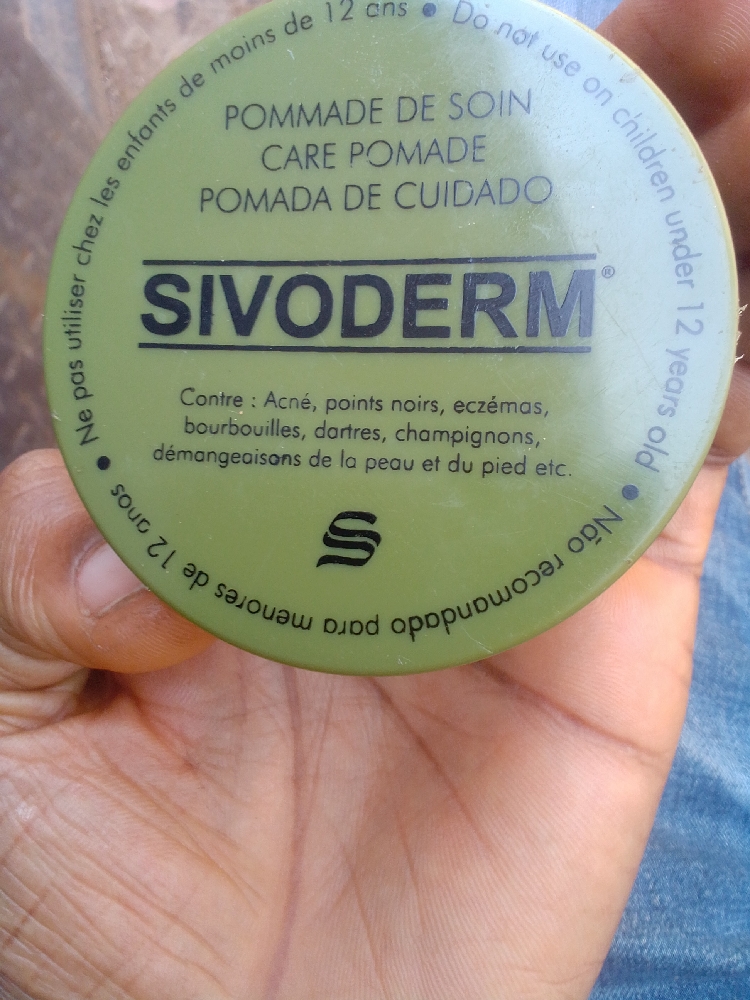 POMMADE DE SOIN
CARE POMADE
POMADA DE CUIDADO
SIVODERM®
Contre : Acné, points noirs, eczémas,
bourbouilles, dartres, champignons,
démangeaisons de la peau et du pied etc.
S
Ne pas utiliser chez les enfants de moins de 12 ans • Do not use on children under 12 years old • Não recomandado para menores de 12 anos •